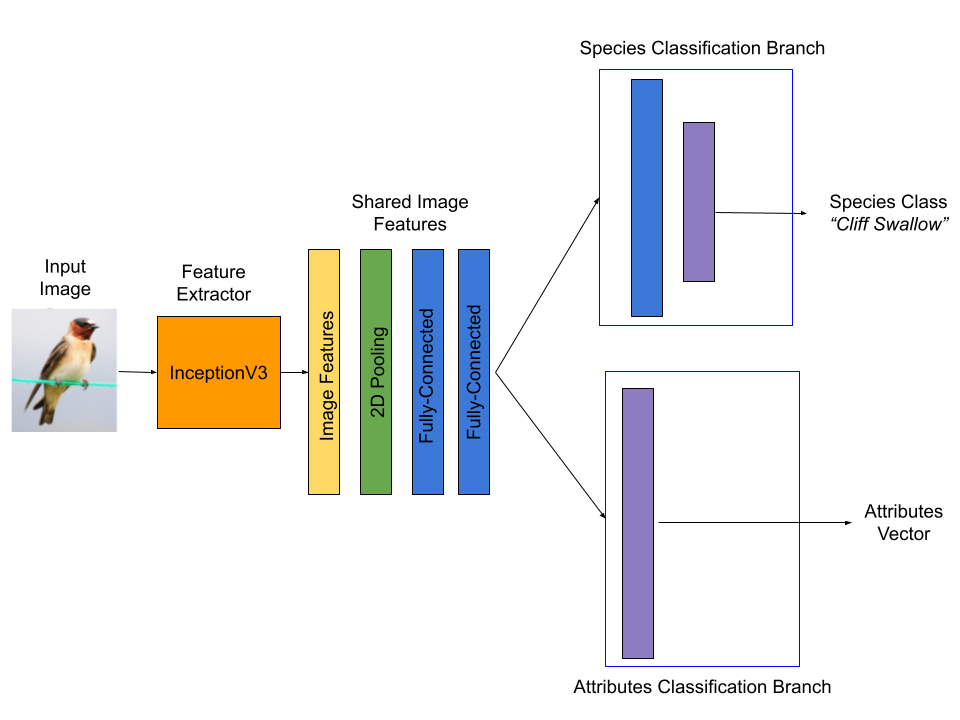 Species Classification Branch
Shared Image
Features
Species Class
“Cliff Swallow”
Input
Image
Feature
Extractor
InceptionV3
Image Features
2D Pooling
Fully-Connected
Fully-Connected
Attributes
Vector
Attributes Classification Branch